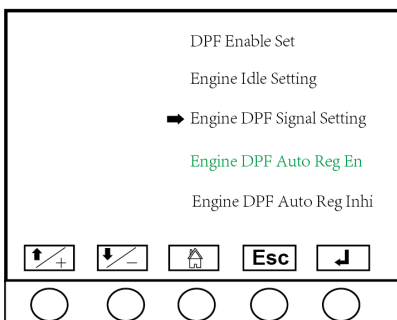 DPF Enable Set
Engine Idle Setting
Engine DPF Signal Setting
Engine DPF Auto Reg En
Engine DPF Auto Reg Inhi
+ - Esc